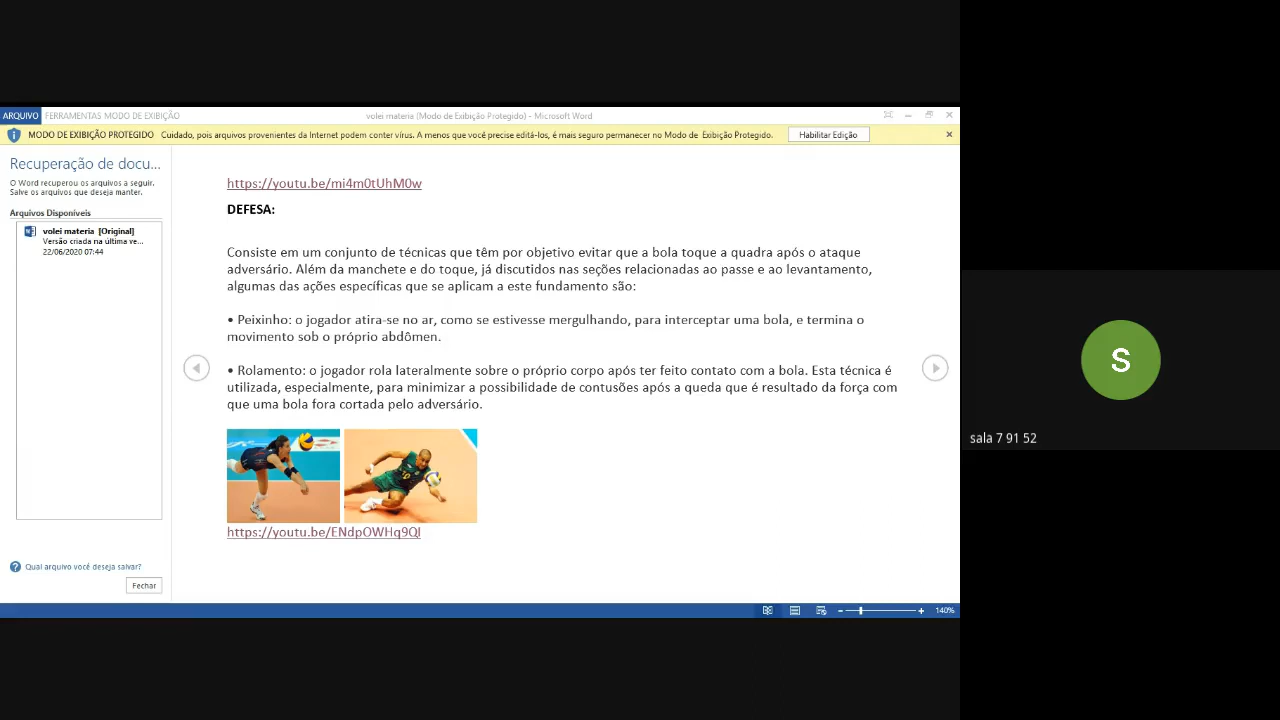 ARQUIVO FERRAMENTAS MODO DE EXIBIÇÃO
volei materia (Modo de Exibição Protegido) - Microsoft Word
MODO DE EXIBIÇÃO PROTEGIDO Cuidado, pois arquivos provenientes da Internet podem conter vírus. A menos que você precise editá-los, é mais seguro permanecer no Modo de Exibição Protegido.
Habilitar Edição
Recuperação de docu...
O Word recuperou os arquivos a seguir.
Salve os arquivos que deseja manter.
Arquivos Disponíveis
volei materia [Original]
Versão criada na última ve...
22/06/2020 07:44
Qual arquivo você deseja salvar?
Fechar
https://youtu.be/mi4m0tUhM0w
DEFESA:
Consiste em um conjunto de técnicas que têm por objetivo evitar que a bola toque a quadra após o ataque
adversário. Além da manchete e do toque, já discutidos nas seções relacionadas ao passe e ao levantamento,
algumas das ações específicas que se aplicam a este fundamento são:
• Peixinho: o jogador atira-se no ar, como se estivesse mergulhando, para interceptar uma bola, e termina o
movimento sob o próprio abdômen.
• Rolamento: o jogador rola lateralmente sobre o próprio corpo após ter feito contato com a bola. Esta técnica é
utilizada, especialmente, para minimizar a possibilidade de contusões após a queda que é resultado da força com
que uma bola fora cortada pelo adversário.
https://youtu.be/ENdpOWHq9QI
140%
S
sala 7 91 52